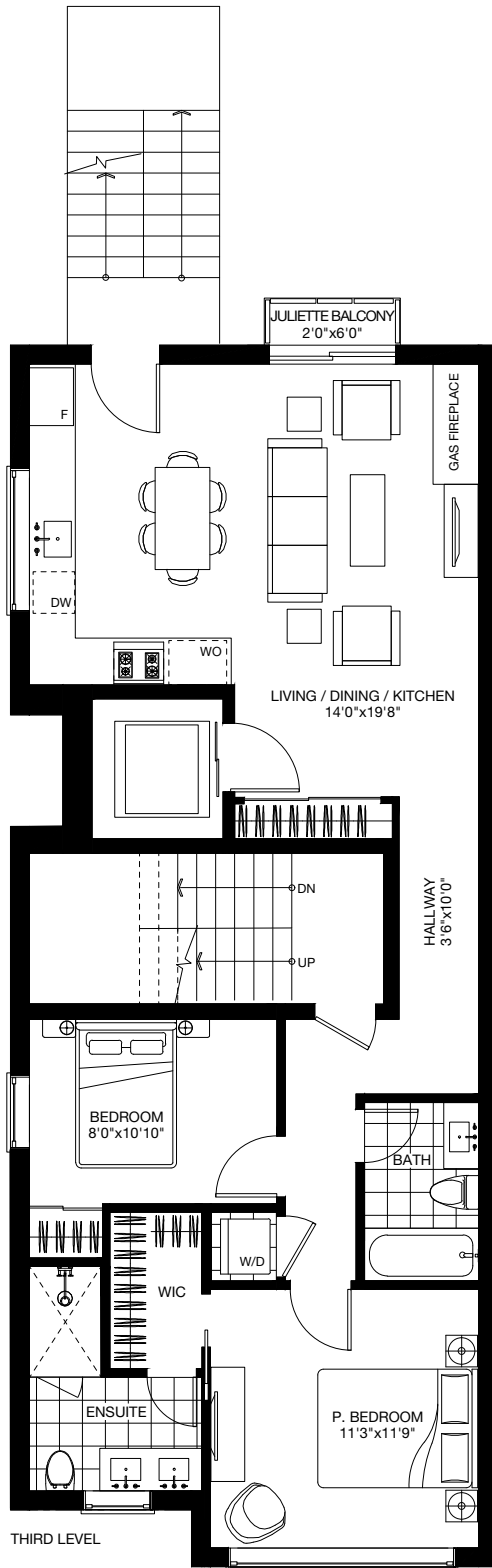 JULIETTE BALCONY
2'0"x6'0"
F
GAS FIREPLACE
DW
WO
LIVING / DINING / KITCHEN
14'0"x19'8"
DN
UP
HALLWAY
3'6"x10'0"
BEDROOM
8'0"x10'10"
BATH
W/D
WIC
ENSUITE
P. BEDROOM
11'3"x11'9"
THIRD LEVEL